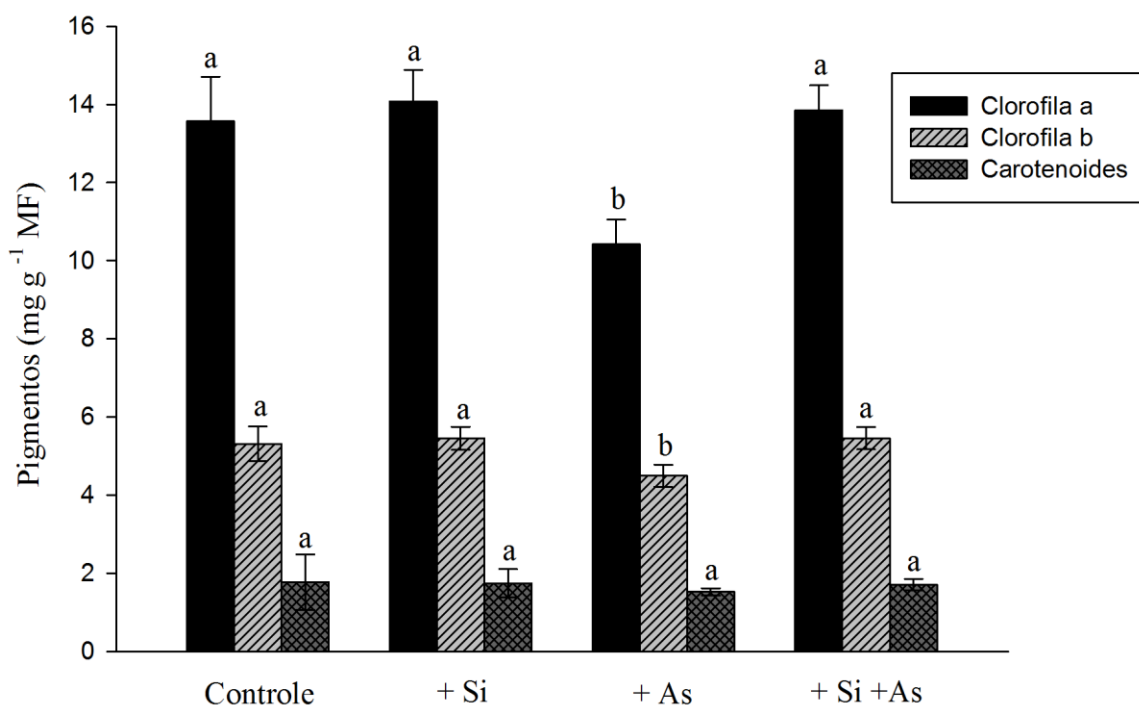 16
14
12
10
8
6
4
2
0
Pigmentos (mg g -1 MF)
a
a
a
a
a
a
b
b
a
a
a
a
Controle
+ Si
+ As
+ Si +As
Clorofila a
Clorofila b
Carotenoides